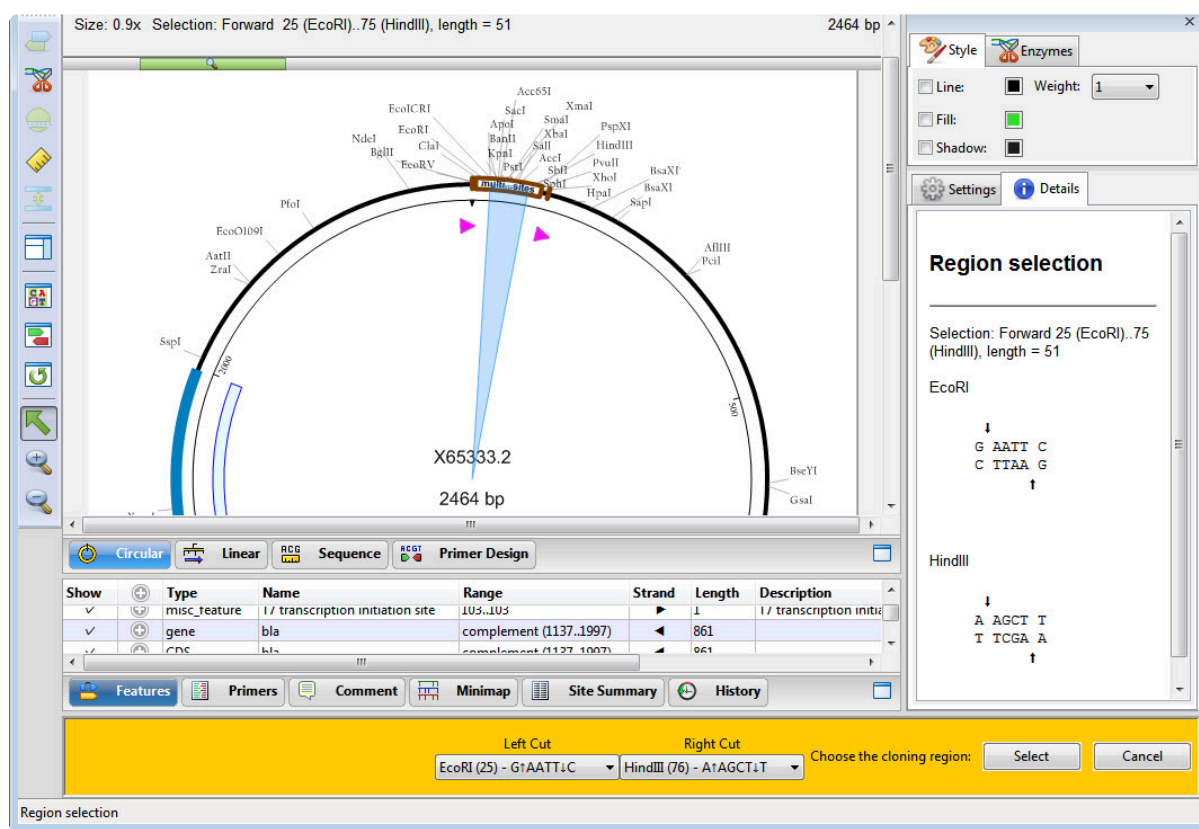 Size: 0.9x Selection: Forward 25 (EcoRI)..75 (HindIII), length = 51
2464 bp
Acc65I
EcoICRI
SacI
XmaI
ApoI
SmaI
EcoRI
PspXI
NdeI
ClaI
BanII
XbaI
SalI
HindIII
BglII
KpnI
AccI
EcoRV
PstI
SbfI
PvuII
BsaXI
SphI
XhoI
HpaI
BsaXI
SapI
multi...sites
PfoI
EcoO109I
AatII
ZraI
AflIII
PciI
SspI
2000
500
X65333.2
2464 bp
BseYI
GsaI
Circular
Linear
Sequence
Primer Design
Show Type Name Range Strand Length Description
misc_feature T7 transcription initiation site 103..103 1 T7 transcription initia
gene bla complement (1137..1997) 861
CDS bla complement (1137..1997) 861
Features
Primers
Comment
Minimap
Site Summary
History
Style
Enzymes
Line:
Weight: 1
Fill:
Shadow:
Settings
Details
Region selection
Selection: Forward 25 (EcoRI)..75
(HindIII), length = 51
EcoRI
G AATT C
C TTAA G
HindIII
A AGCT T
T TCGA A
Left Cut
Right Cut
EcoRI (25) - G↑AATT↓C
HindIII (76) - A↑AGCT↓T
Choose the cloning region:
Select
Cancel
Region selection